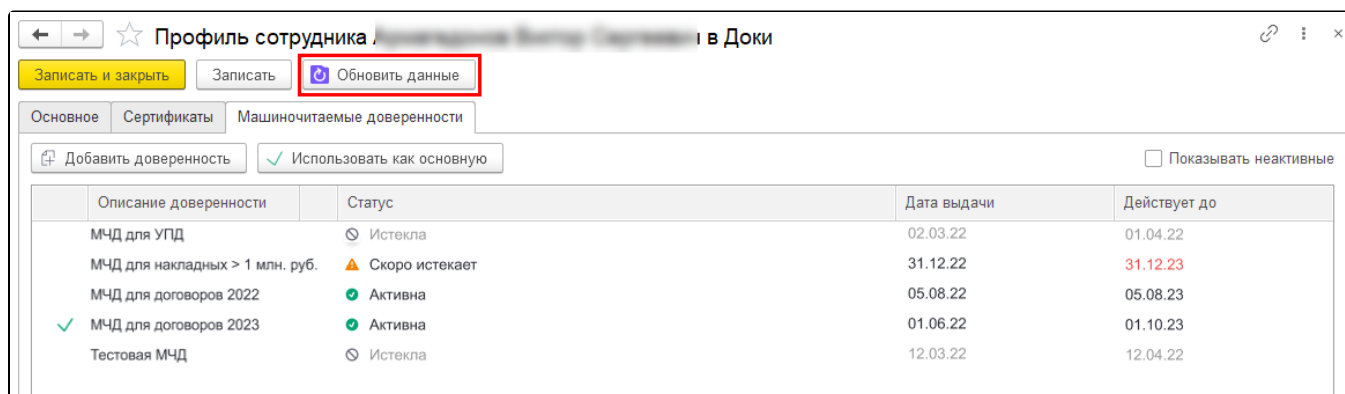 Профиль сотрудника в Доки
Записать и закрыть Записать Обновить данные
Основное Сертификаты Машиночитаемые доверенности
Добавить доверенность Использовать как основную Показывать неактивные
Описание доверенности Статус Дата выдачи Действует до
МЧД для УПД Истекла 02.03.22 01.04.22
МЧД для накладных > 1 млн. руб. Скоро истекает 31.12.22 31.12.23
МЧД для договоров 2022 Активна 05.08.22 05.08.23
МЧД для договоров 2023 Активна 01.06.22 01.10.23
Тестовая МЧД Истекла 12.03.22 12.04.22